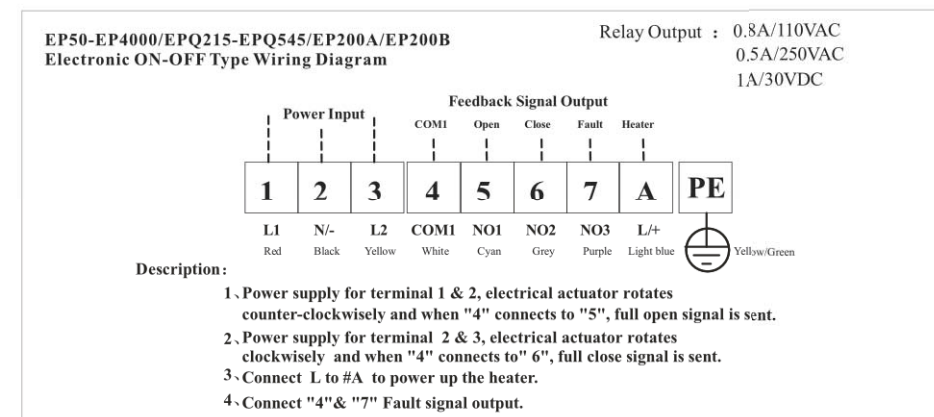 EP50-EP4000/EPQ215-EPQ545/EP200A/EP200B
Electronic ON-OFF Type Wiring Diagram
Relay Output : 0.8A/110VAC
0.5A/250VAC
1A/30VDC
Power Input
Feedback Signal Output
COM1 Open Close Fault Heater
1 2 3 4 5 6 7 A PE
L1 N/- L2 COM1 NO1 NO2 NO3 L/+
Red Black Yellow White Cyan Grey Purple Light blue Yellow/Green
Description:
1、Power supply for terminal 1 & 2, electrical actuator rotates
counter-clockwisely and when "4" connects to "5", full open signal is sent.
2、Power supply for terminal 2 & 3, electrical actuator rotates
clockwisely and when "4" connects to" 6", full close signal is sent.
3、Connect L to #A to power up the heater.
4、Connect "4"& "7" Fault signal output.